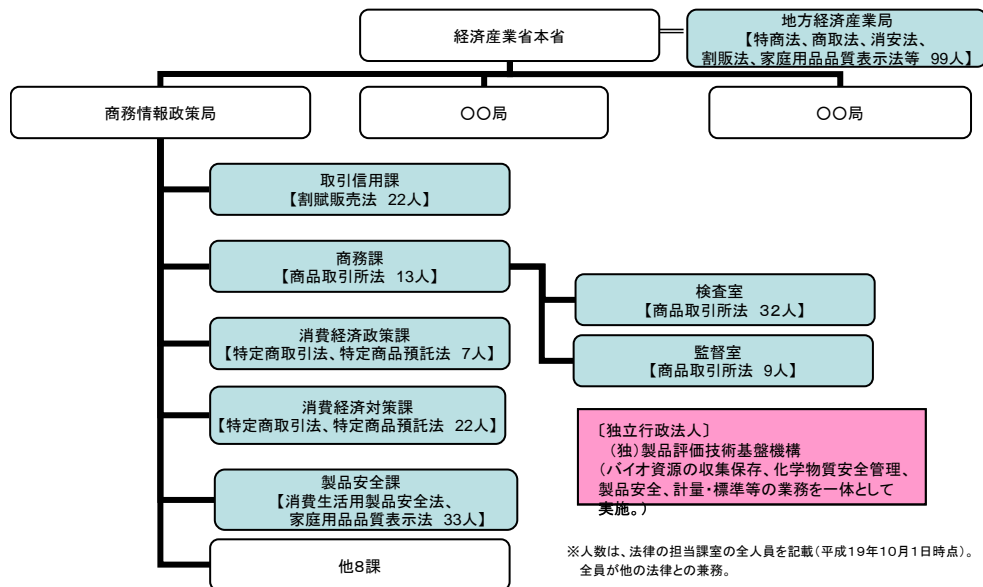 経済産業省本省
地方経済産業局
【特商法、商取法、消安法、
割販法、家庭用品品質表示法等 99人】
商務情報政策局
〇〇局
〇〇局
取引信用課
【割賦販売法 22人】
商務課
【商品取引所法 13人】
検査室
【商品取引所法 32人】
監督室
【商品取引所法 9人】
消費経済政策課
【特定商取引法、特定商品預託法 7人】
消費経済対策課
【特定商取引法、特定商品預託法 22人】
製品安全課
【消費生活用製品安全法、
家庭用品品質表示法 33人】
他8課
〔独立行政法人〕
(独)製品評価技術基盤機構
(バイオ資源の収集保存、化学物質安全管理、
製品安全、計量・標準等の業務を一体として
実施。)
※人数は、法律の担当課室の全人員を記載(平成19年10月1日時点)。
全員が他の法律との兼務。